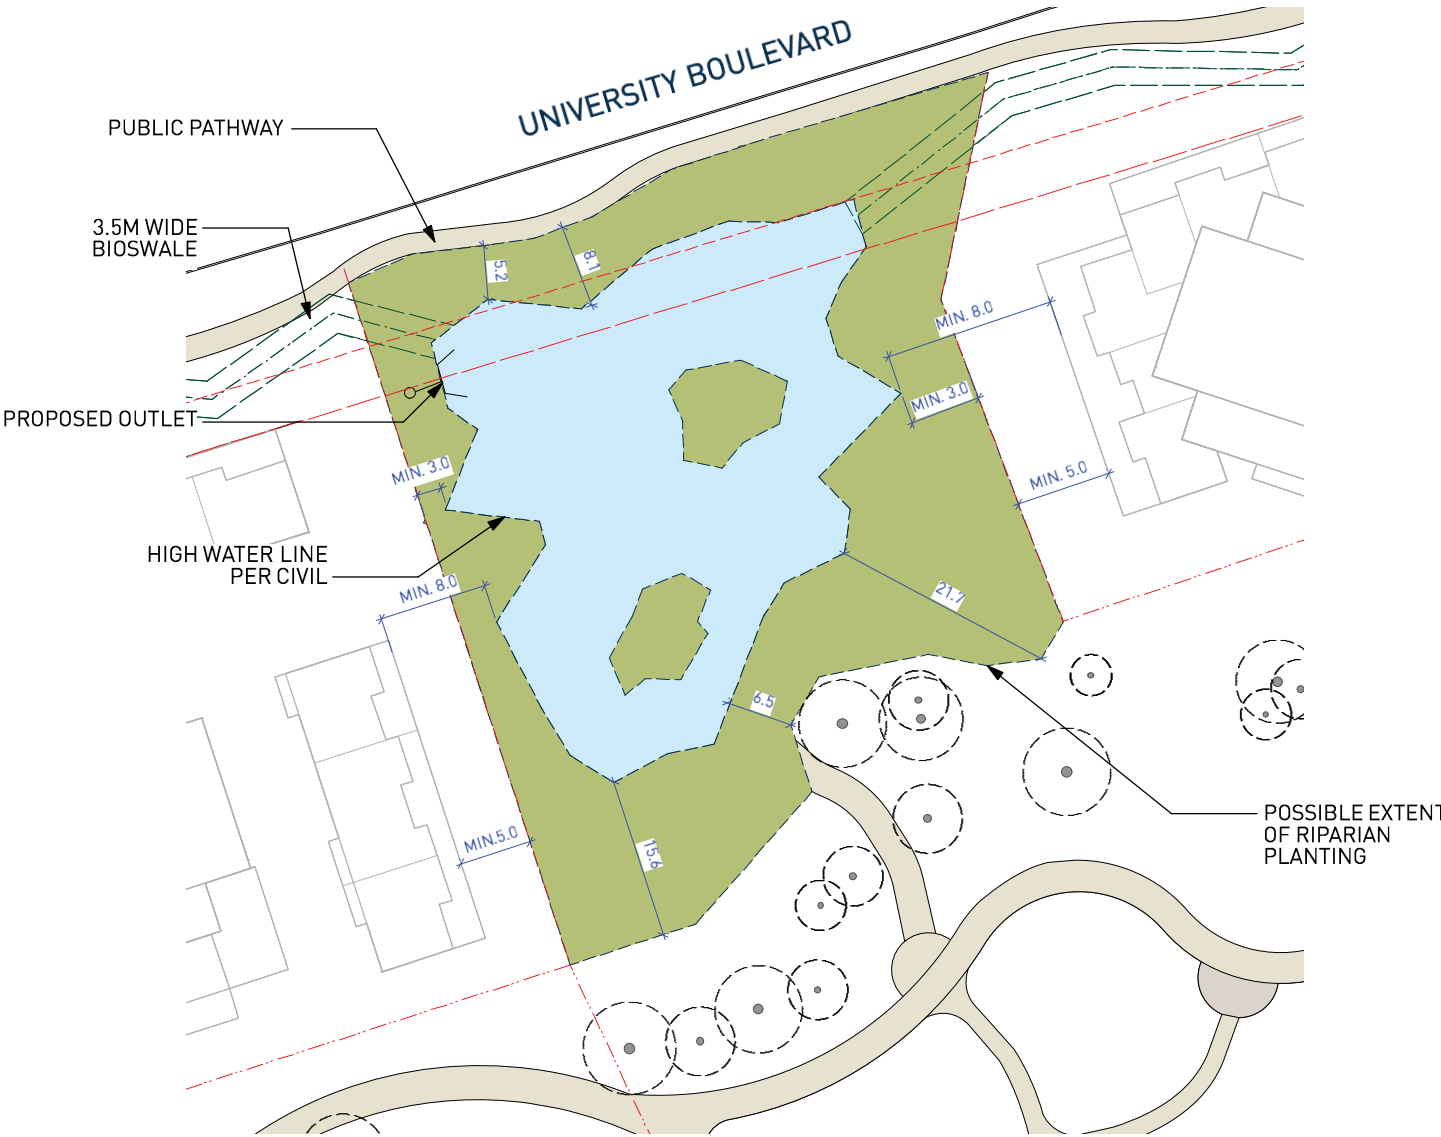 UNIVERSITY BOULEVARD
PUBLIC PATHWAY
3.5M WIDE
BIOSWALE
5.2
8.1
MIN. 8.0
MIN. 3.0
PROPOSED OUTLET
MIN. 3.0
MIN. 5.0
HIGH WATER LINE
PER CIVIL
MIN. 8.0
21.7
6.5
MIN.5.0
15.6
POSSIBLE EXTENT
OF RIPARIAN
PLANTING